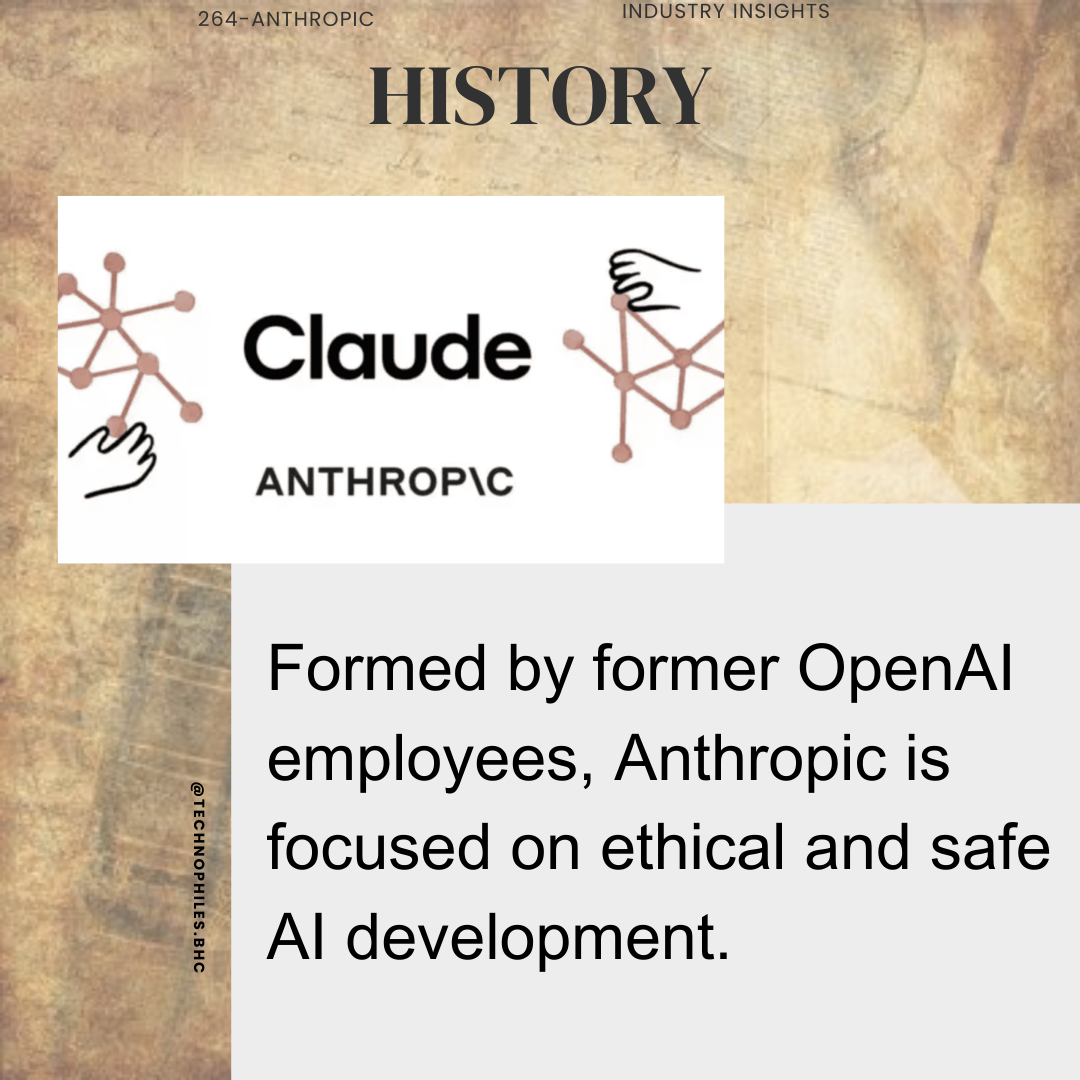 264-ANTHROPIC
INDUSTRY INSIGHTS
HISTORY
Claude
ANTHROP\C
Formed by former OpenAI
employees, Anthropic is
focused on ethical and safe
AI development.
@TECHNOPHILES.BHC